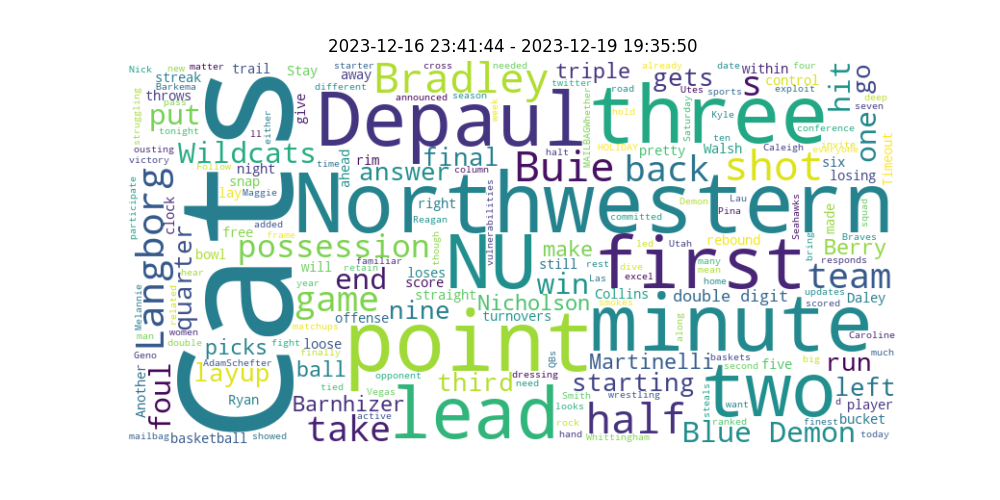 2023-12-16 23:41:44 - 2023-12-19 19:35:50
Cats
Northwestern
Depaul
three
first
point
minute
two
lead
NU
half
Bradley
Buie
shot
back
s
gets
triple
hit
go
one
team
Berry
run
left
Blue Demon
starting
Martinelli
win
make
Nicholson
nine
game
possession
end
answer
final
Wildcats
put
Langborg
quarter
foul
layup
picks
ball
Barnhizer
take
third
double digit
Collins
turnovers
straight
offense
loose
loses
score
still
right
ahead
rim
free
will
bowl
lay
snap
night
give
away
Stay
trail
streak
throws
Nick
new
matter
Barkema
pass
tonight
struggling
ousting
victory
Follow
11
either
different
starter
cross
needed
announced
season
week
twitter
already
date
four
within
control
exploit
deep
seven
sports
Utes
road
hold
Saturday
Kyle
ten
conference
HOLIDAY
MAILBAGWhether
halt
pretty
Walsh
Caleigh
invite
everyone
Timeout
six
losing
column
time
Maggie
added
frame
familiar
retain
year
hear
related
Melannie
participate
clock
man
women
double
Geno
AdamSchefter
fight
finally
matchups
Ryan
Another
mailbag
basketball
showed
active
tied
Vegas
opponent
dressing
need
QBs
smokes
Smith
looks
rock
hand
Whittingham
wrestling
ranked
steals
want
second
baskets
five
big
along
much
Caroline
player
d
bucket
finest
today
Daley
updates
scored
responds
Braves
squad
made
bring
Seahawks
Lau
Pina
Demon
committed
rebound
Utah
led
many
mean
home
dive
excel
Las
rest
Reagan
though
vulnerabilities